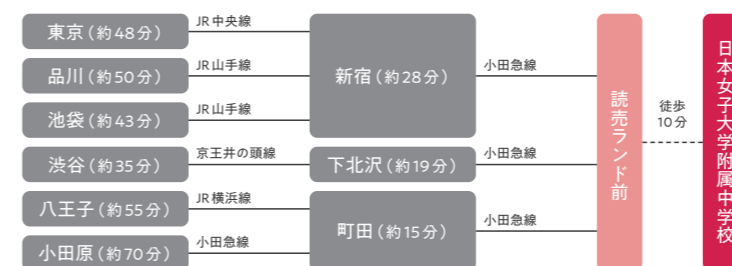 東京(約48分)
JR中央線
品川(約50分)
JR山手線
池袋(約43分)
JR山手線
新宿(約28分)
小田急線
渋谷(約35分)
京王井の頭線
下北沢(約19分)
小田急線
八王子(約55分)
JR横浜線
小田原(約70分)
小田急線
町田(約15分)
小田急線
読売ランド前
徒歩
10分
日本女子大学附属中学校